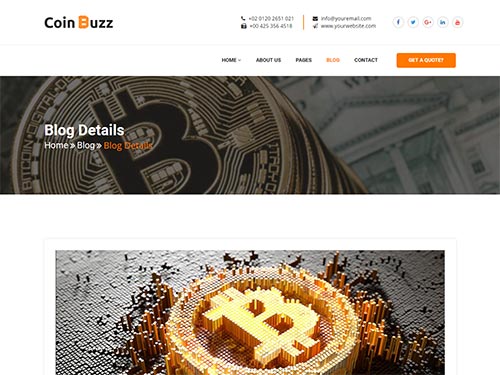 Coin Buzz
+02 0120 2651 021
+00 425 356 4518
info@youremail.com
www.yourwebsite.com
HOME
ABOUT US
PAGES
BLOG
CONTACT
GET A QUOTE?
Blog Details
Home » Blog » Blog Details